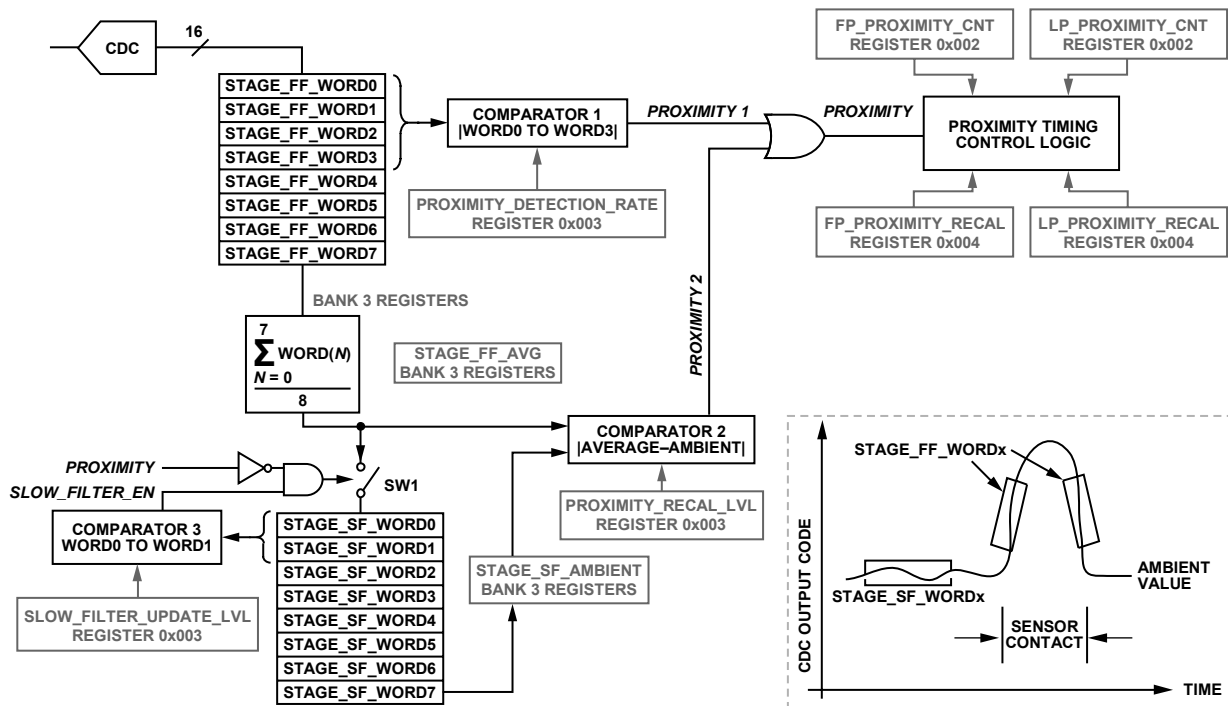 CDC
16
STAGE_FF_WORD0
STAGE_FF_WORD1
STAGE_FF_WORD2
STAGE_FF_WORD3
STAGE_FF_WORD4
STAGE_FF_WORD5
STAGE_FF_WORD6
STAGE_FF_WORD7
COMPARATOR 1
|WORD0 TO WORD3|
PROXIMITY_DETECTION_RATE
REGISTER 0x003
PROXIMITY 1
PROXIMITY
FP_PROXIMITY_CNT
REGISTER 0x002
LP_PROXIMITY_CNT
REGISTER 0x002
PROXIMITY TIMING
CONTROL LOGIC
FP_PROXIMITY_RECAL
REGISTER 0x004
LP_PROXIMITY_RECAL
REGISTER 0x004
BANK 3 REGISTERS
7
Σ WORD(N)
N = 0
8
STAGE_FF_AVG
BANK 3 REGISTERS
PROXIMITY 2
COMPARATOR 2
|AVERAGE–AMBIENT|
PROXIMITY_RECAL_LVL
REGISTER 0x003
PROXIMITY
SLOW_FILTER_EN
SW1
COMPARATOR 3
WORD0 TO WORD1
SLOW_FILTER_UPDATE_LVL
REGISTER 0x003
STAGE_SF_WORD0
STAGE_SF_WORD1
STAGE_SF_WORD2
STAGE_SF_WORD3
STAGE_SF_WORD4
STAGE_SF_WORD5
STAGE_SF_WORD6
STAGE_SF_WORD7
STAGE_SF_AMBIENT
BANK 3 REGISTERS
CDC OUTPUT CODE
STAGE_FF_WORDx
STAGE_SF_WORDx
AMBIENT
VALUE
SENSOR
CONTACT
TIME